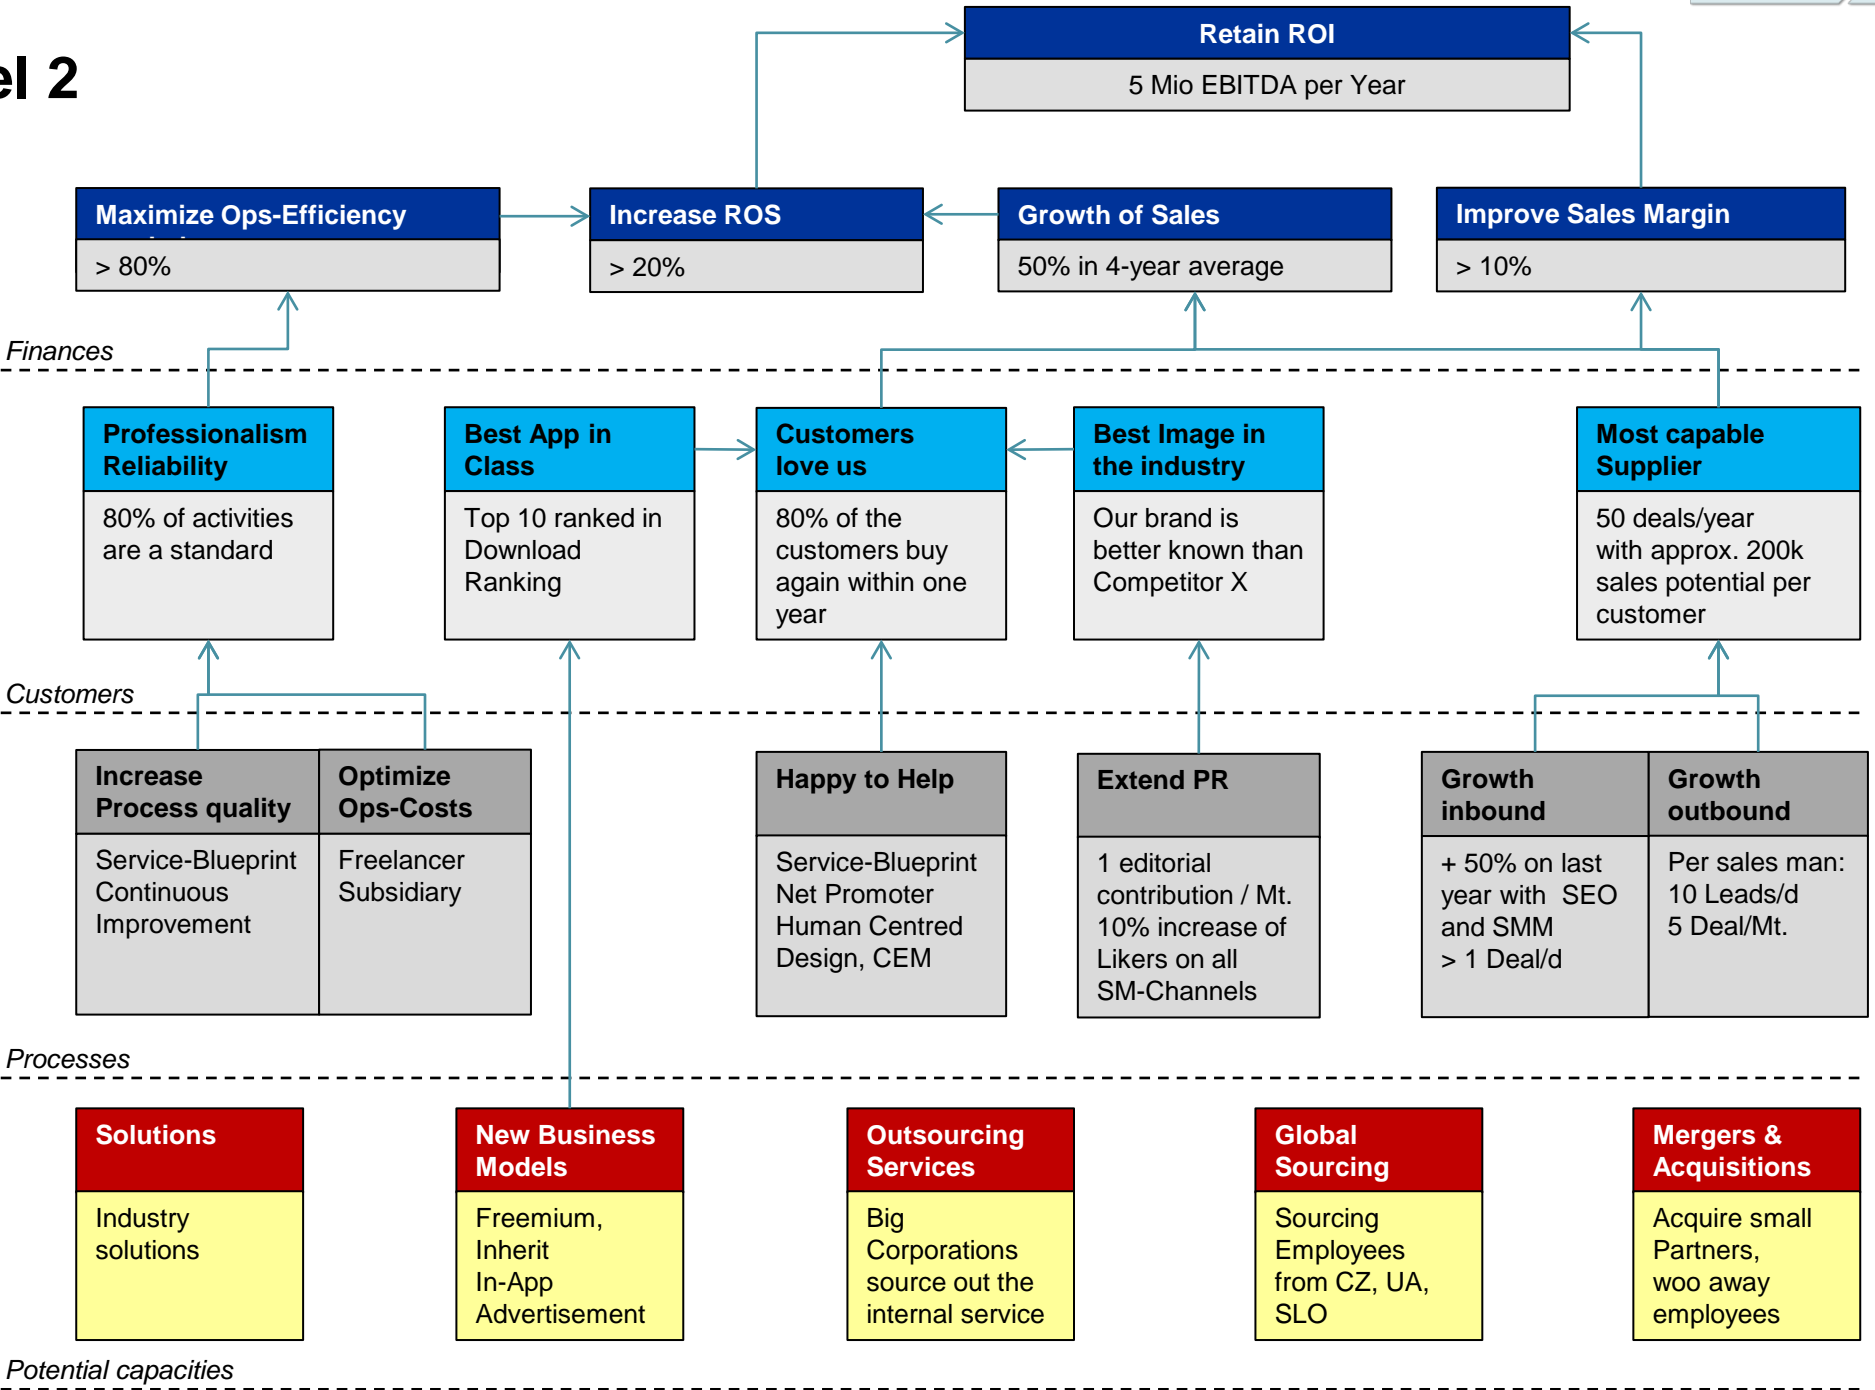 Retain ROI
5 Mio EBITDA per Year
el 2
Maximize Ops-Efficiency
> 80%
Increase ROS
> 20%
Growth of Sales
50% in 4-year average
Improve Sales Margin
> 10%
Finances
Professionalism
Reliability
80% of activities
are a standard
Best App in
Class
Top 10 ranked in
Download
Ranking
Customers
love us
80% of the
customers buy
again within one
year
Best Image in
the industry
Our brand is
better known than
Competitor X
Most capable
Supplier
50 deals/year
with approx. 200k
sales potential per
customer
Customers
Increase
Process quality
Service-Blueprint
Continuous
Improvement
Optimize
Ops-Costs
Freelancer
Subsidiary
Happy to Help
Service-Blueprint
Net Promoter
Human Centred
Design, CEM
Extend PR
1 editorial
contribution / Mt.
10% increase of
Likers on all
SM-Channels
Growth
inbound
+ 50% on last
year with  SEO
and SMM
> 1 Deal/d
Growth
outbound
Per sales man:
10 Leads/d
5 Deal/Mt.
Processes
Solutions
Industry
solutions
New Business
Models
Freemium,
Inherit
In-App
Advertisement
Outsourcing
Services
Big
Corporations
source out the
internal service
Global
Sourcing
Sourcing
Employees
from CZ, UA,
SLO
Mergers &
Acquisitions
Acquire small
Partners,
woo away
employees
Potential capacities